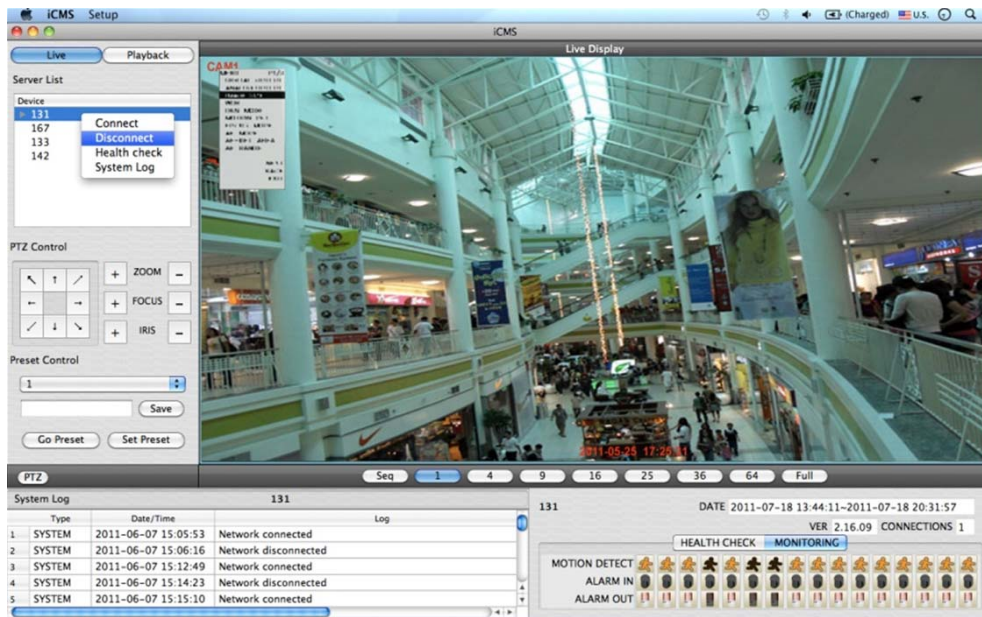 iCMS Setup (Charged) U.S.
iCMS
Live Playback
Live Display
Server List
Device
131
167
133
142
Connect
Disconnect
Health check
System Log
CAM1
PTZ Control
+ ZOOM -
+ FOCUS -
+ IRIS -
Preset Control
1
Save
Go Preset Set Preset
2011-05-25
PTZ
Seq 1 4 9 16 25 36 64 Full
System Log 131
Type Date/Time Log
1 SYSTEM 2011-06-07 15:05:53 Network connected
2 SYSTEM 2011-06-07 15:06:16 Network disconnected
3 SYSTEM 2011-06-07 15:12:49 Network connected
4 SYSTEM 2011-06-07 15:14:23 Network disconnected
5 SYSTEM 2011-06-07 15:15:10 Network connected
131 DATE 2011-07-18 13:44:11~2011-07-18 20:31:57
VER 2.16.09 CONNECTIONS 1
HEALTH CHECK MONITORING
MOTION DETECT
ALARM IN
ALARM OUT